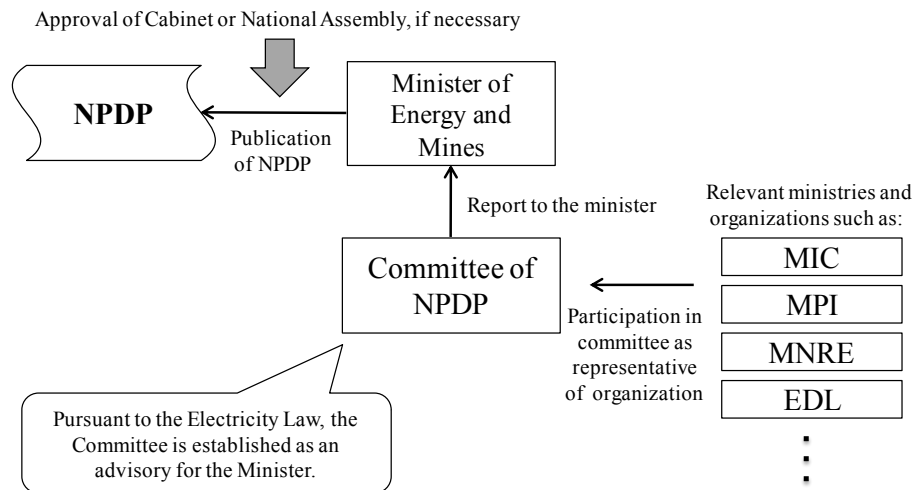 Approval of Cabinet or National Assembly, if necessary
NPDP
Publication
of NPDP
Minister of
Energy and
Mines
Report to the minister
Relevant ministries and
organizations such as:
Committee of
NPDP
MIC
MPI
MNRE
EDL
Participation in
committee as
representative
of organization
Pursuant to the Electricity Law, the
Committee is established as an
advisory for the Minister.